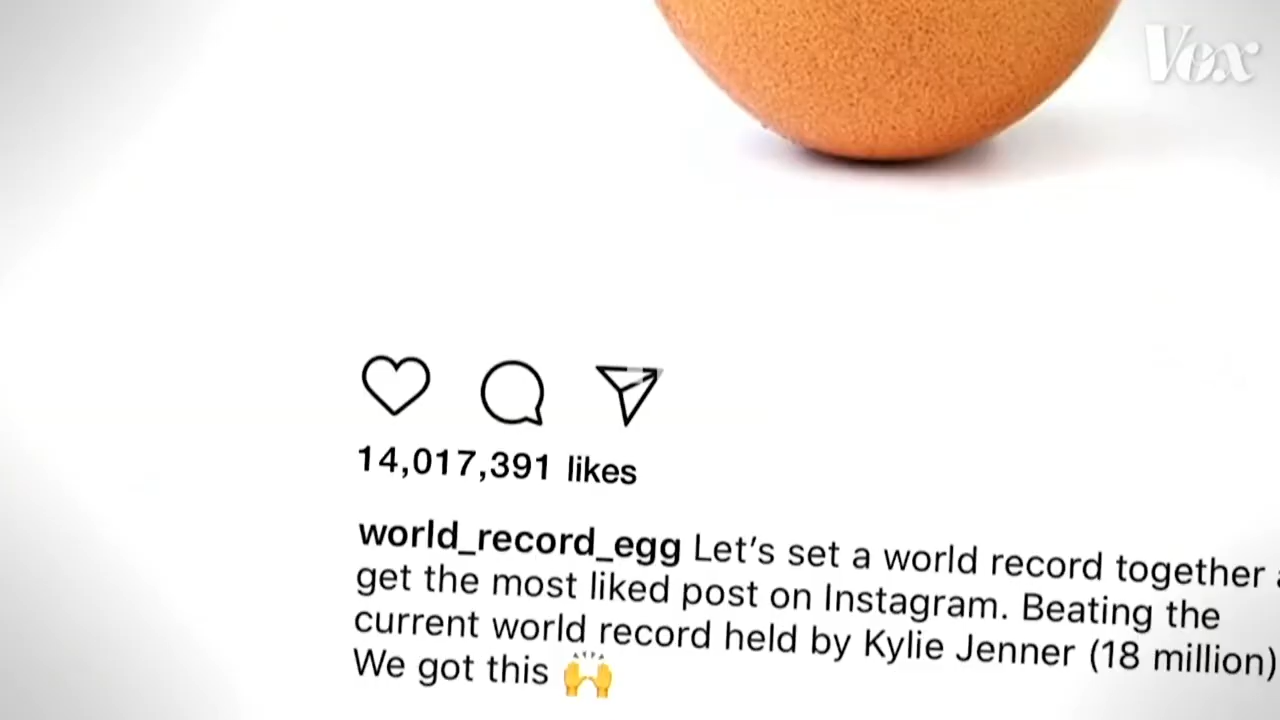 Vox
14,017,391 likes
world_record_egg Let's set a world record together
get the most liked post on Instagram. Beating the
current world record held by Kylie Jenner (18 million)
We got this 🙌